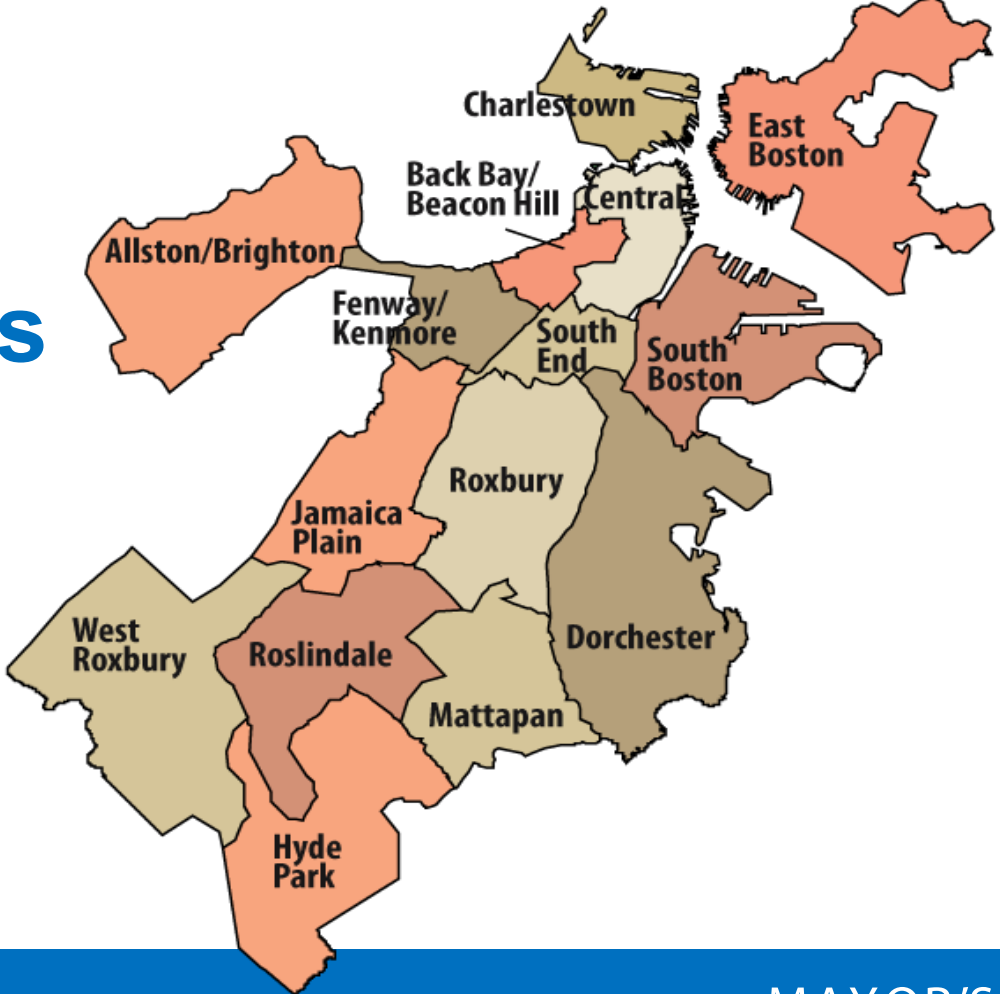 Charlestown
East
Boston
Back Bay/
Beacon Hill
Central
Allston/Brighton
s
Fenway/
Kenmore
South
End
South
Boston
Roxbury
Jamaica
Plain
West
Roxbury
Roslindale
Dorchester
Mattapan
Hyde
Park
MAYOR'S